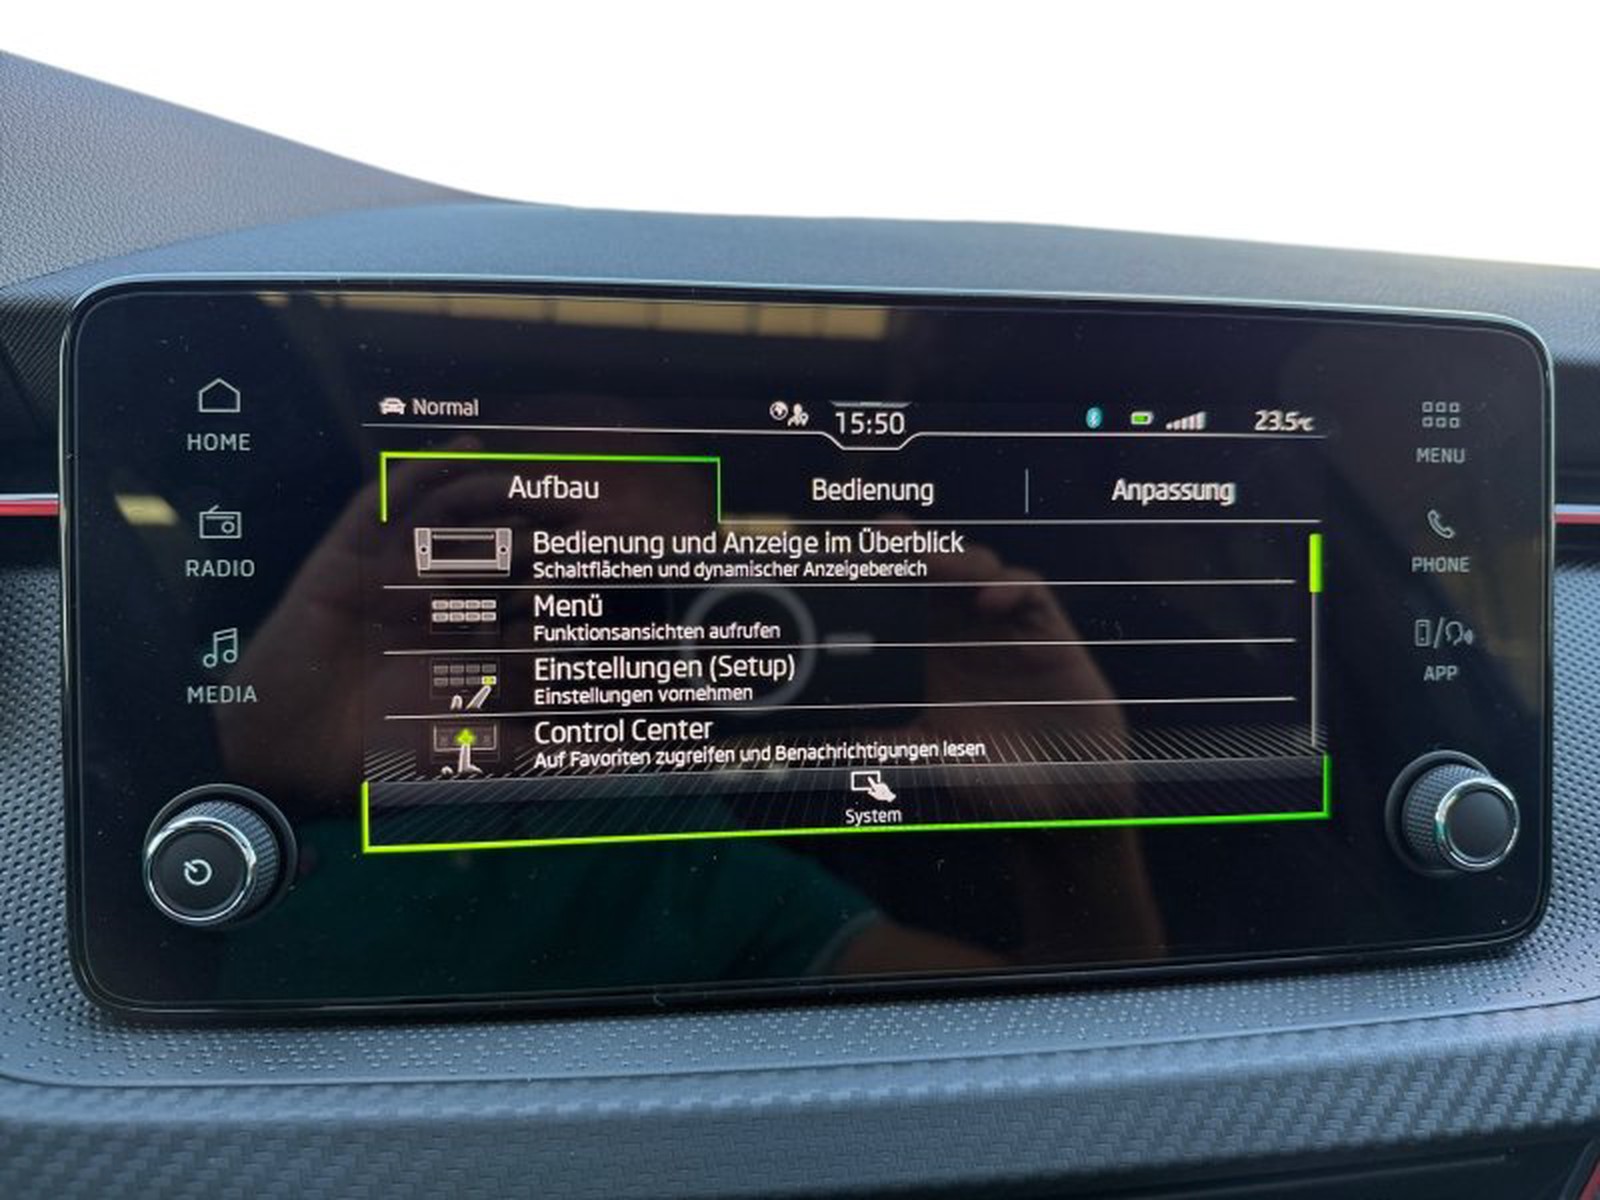 HOME
RADIO
MEDIA
Normal
15:50
23.5°C
Aufbau
Bedienung
Anpassung
Bedienung und Anzeige im Überblick
Schaltflächen und dynamischer Anzeigebereich
Menü
Funktionsansichten aufrufen
Einstellungen (Setup)
Einstellungen vornehmen
Control Center
Auf Favoriten zugreifen und Benachrichtigungen lesen
System
MENU
PHONE
APP